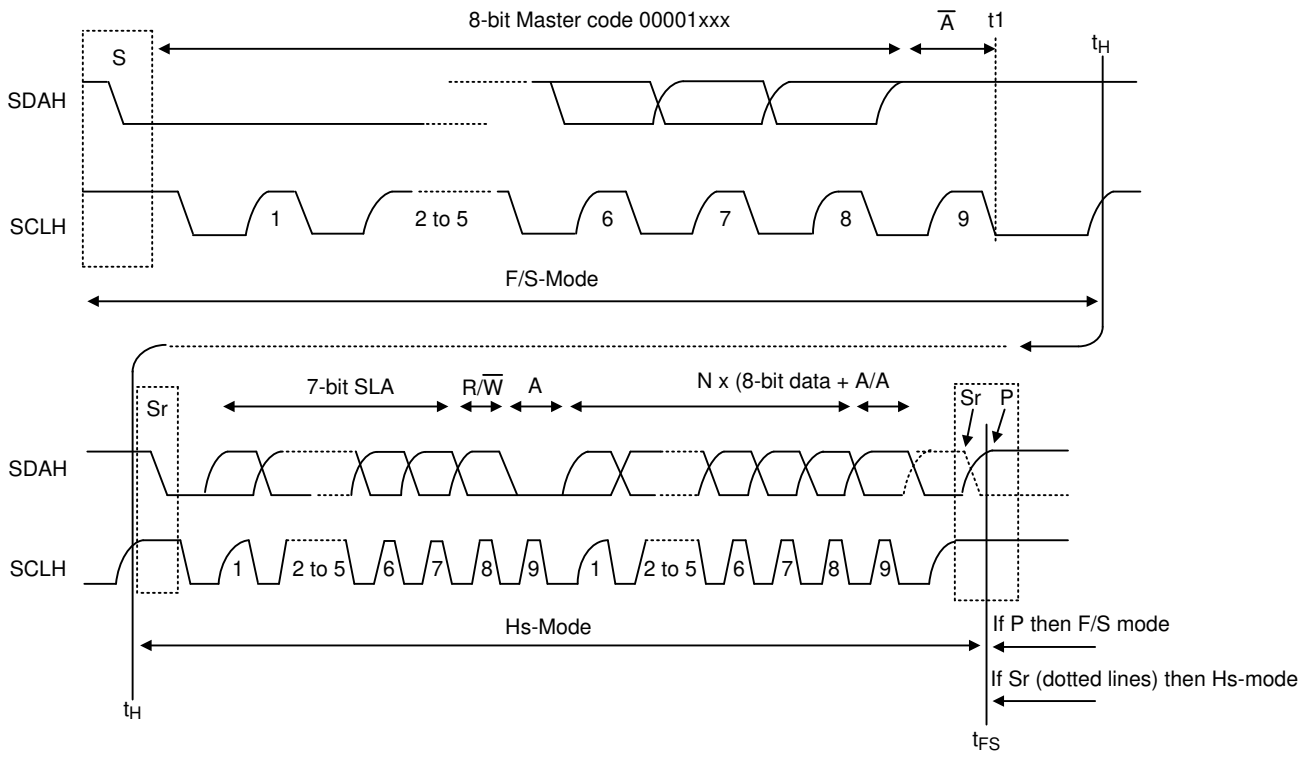 8-bit Master code 00001xxx
A̅
t1
S
tH
SDAH
SCLH
1
2 to 5
6
7
8
9
F/S-Mode
7-bit SLA
R/W̅
A
N x (8-bit data + A/A
Sr
Sr
P
SDAH
SCLH
1
2 to 5
6
7
8
9
1
2 to 5
6
7
8
9
Hs-Mode
If P then F/S mode
If Sr (dotted lines) then Hs-mode
tH
tFS